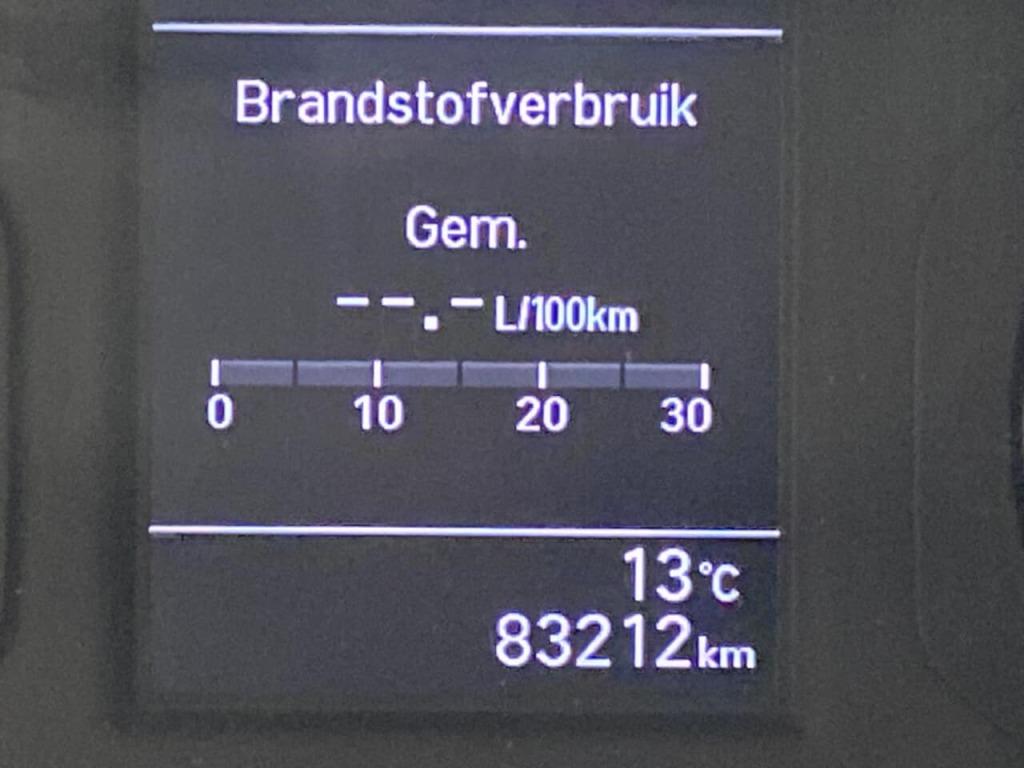 Brandstofverbruik
Gem.
--.- L/100km
0 10 20 30
13°C
83212km